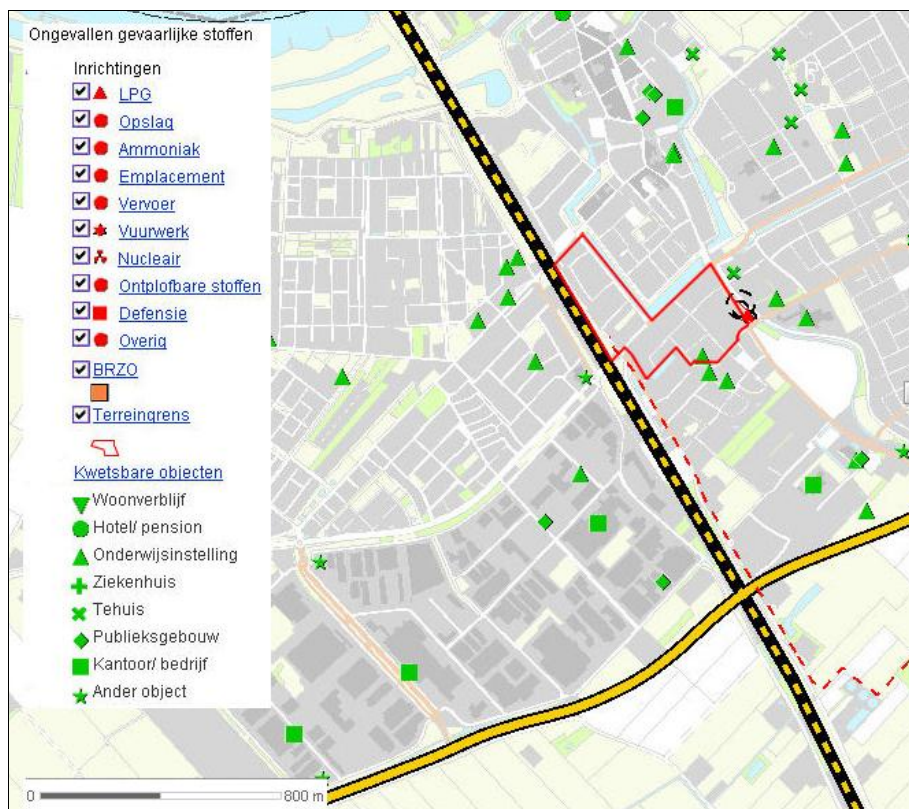 Ongevallen gevaarlijke stoffen
Inrichtingen
LPG
Opslag
Ammoniak
Emplacement
Vervoer
Vuurwerk
Nucleair
Ontplofbare stoffen
Defensie
Overig
BRZO
Terreingrens
Kwetsbare objecten
Woonverblijf
Hotel/ pension
Onderwijsinstelling
Ziekenhuis
Tehuis
Publieksgebouw
Kantoor/ bedrijf
Ander object
0 800 m